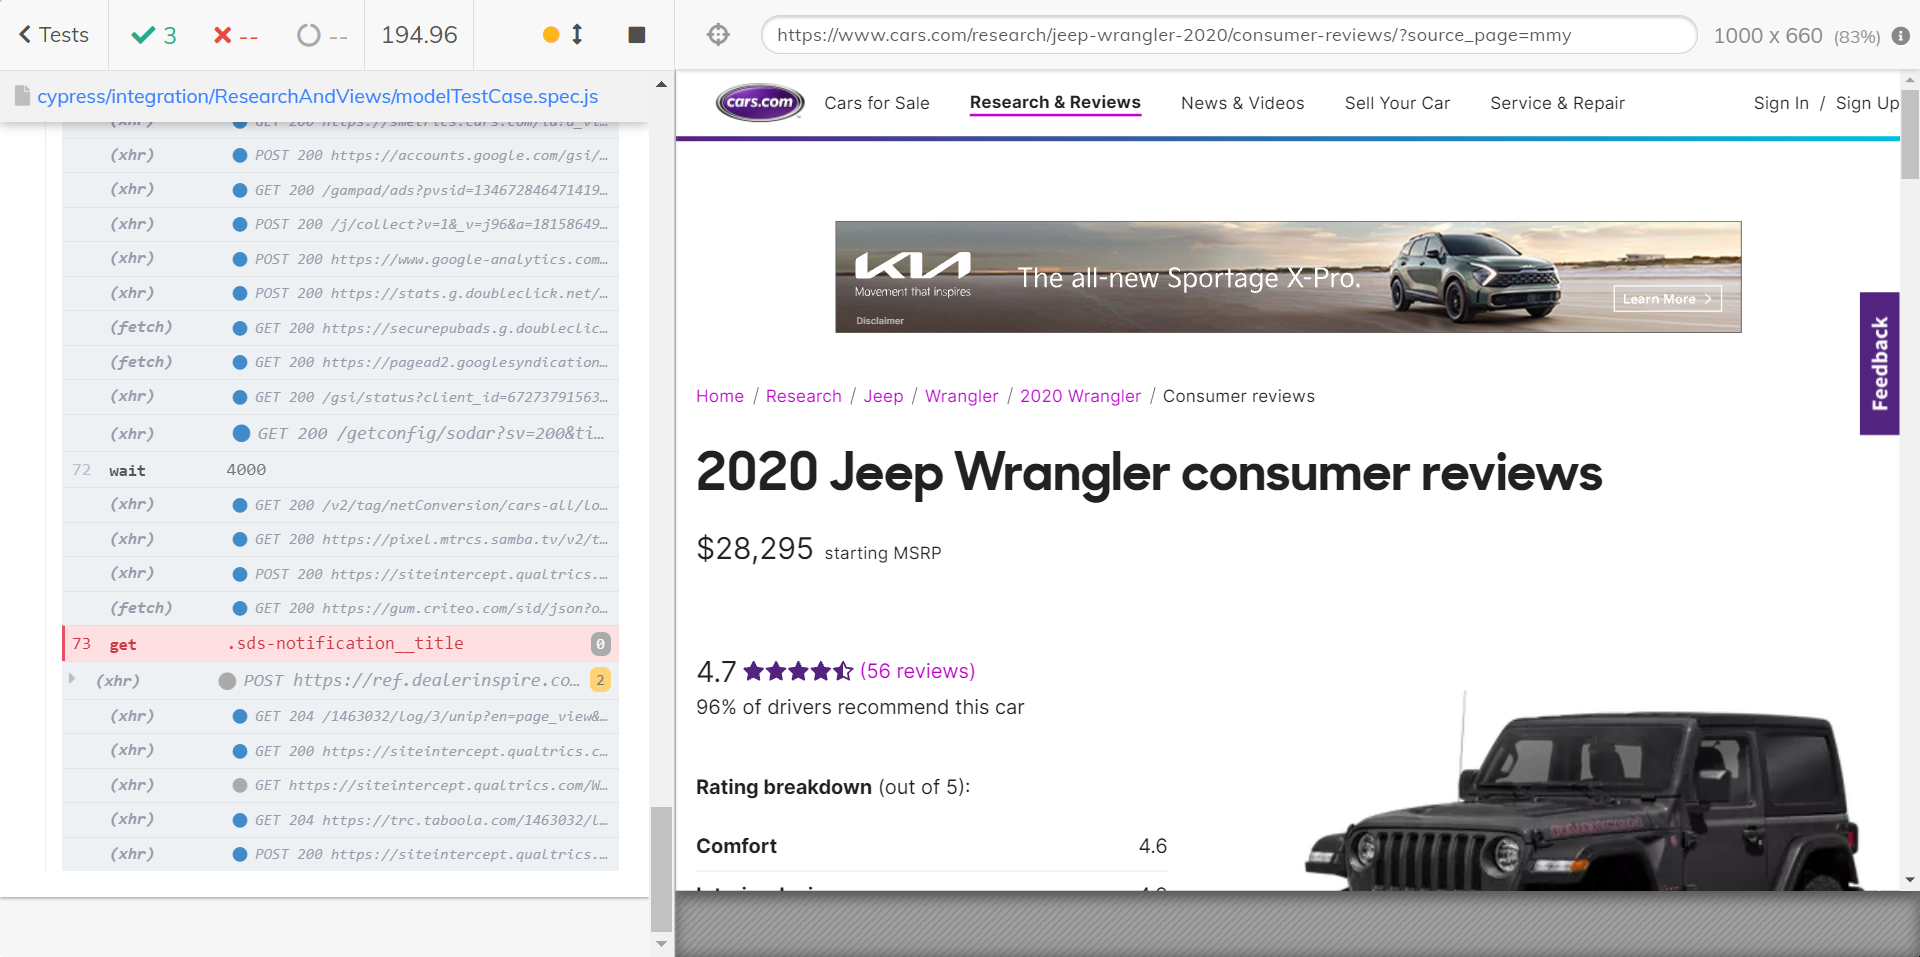 Tests
3
--
--
194.96
https://www.cars.com/research/jeep-wrangler-2020/consumer-reviews/?source_page=mmy
1000 x 660 (83%)
cypress/integration/ResearchAndViews/modelTestCase.spec.js
(xhr) GET 200 https://smetrics.cars.com/id?d_vi…
(xhr) POST 200 https://accounts.google.com/gsi/…
(xhr) GET 200 /gampad/ads?pvsid=134672846471419…
(xhr) POST 200 /j/collect?v=1&_v=j96&a=18158649…
(xhr) POST 200 https://www.google-analytics.com…
(xhr) POST 200 https://stats.g.doubleclick.net/…
(fetch) GET 200 https://securepubads.g.doubleclic…
(fetch) GET 200 https://pagead2.googlesyndication…
(xhr) GET 200 /gsi/status?client_id=67273791563…
(xhr) GET 200 /getconfig/sodar?sv=200&ti…
72 wait 4000
(xhr) GET 200 /v2/tag/netConversion/cars-all/lo…
(xhr) GET 200 https://pixel.mtrcs.samba.tv/v2/t…
(xhr) POST 200 https://siteintercept.qualtrics.…
(fetch) GET 200 https://gum.criteo.com/sid/json?o…
73 get .sds-notification__title 0
(xhr) POST https://ref.dealerinspire.co… 2
(xhr) GET 204 /1463032/log/3/unip?en=page_view&…
(xhr) GET 200 https://siteintercept.qualtrics.c…
(xhr) GET https://siteintercept.qualtrics.com/W…
(xhr) GET 204 https://trc.taboola.com/1463032/l…
(xhr) POST 200 https://siteintercept.qualtrics.…
cars.com Cars for Sale Research & Reviews News & Videos Sell Your Car Service & Repair Sign In / Sign Up
KIA
Movement that inspires
The all-new Sportage X-Pro.
Learn More
Disclaimer
Feedback
Home / Research / Jeep / Wrangler / 2020 Wrangler / Consumer reviews
2020 Jeep Wrangler consumer reviews
$28,295 starting MSRP
4.7 (56 reviews)
96% of drivers recommend this car
Rating breakdown (out of 5):
Comfort 4.6